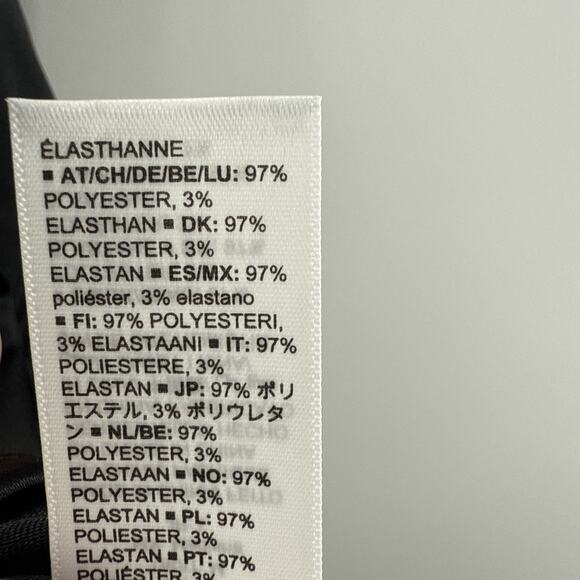 ÉLASTHANNE
▪ AT/CH/DE/BE/LU: 97%
POLYESTER, 3%
ELASTHAN ▪ DK: 97%
POLYESTER, 3%
ELASTAN ▪ ES/MX: 97%
poliéster, 3% elastano
▪ FI: 97% POLYESTERI,
3% ELASTAANI ▪ IT: 97%
POLIESTERE, 3%
ELASTAN ▪ JP: 97% ポリ
エステル, 3% ポリウレタ
ン ▪ NL/BE: 97%
POLYESTER, 3%
ELASTAAN ▪ NO: 97%
POLYESTER, 3%
ELASTAN ▪ PL: 97%
POLIESTER, 3%
ELASTAN ▪ PT: 97%
POLIÉSTER, 3%